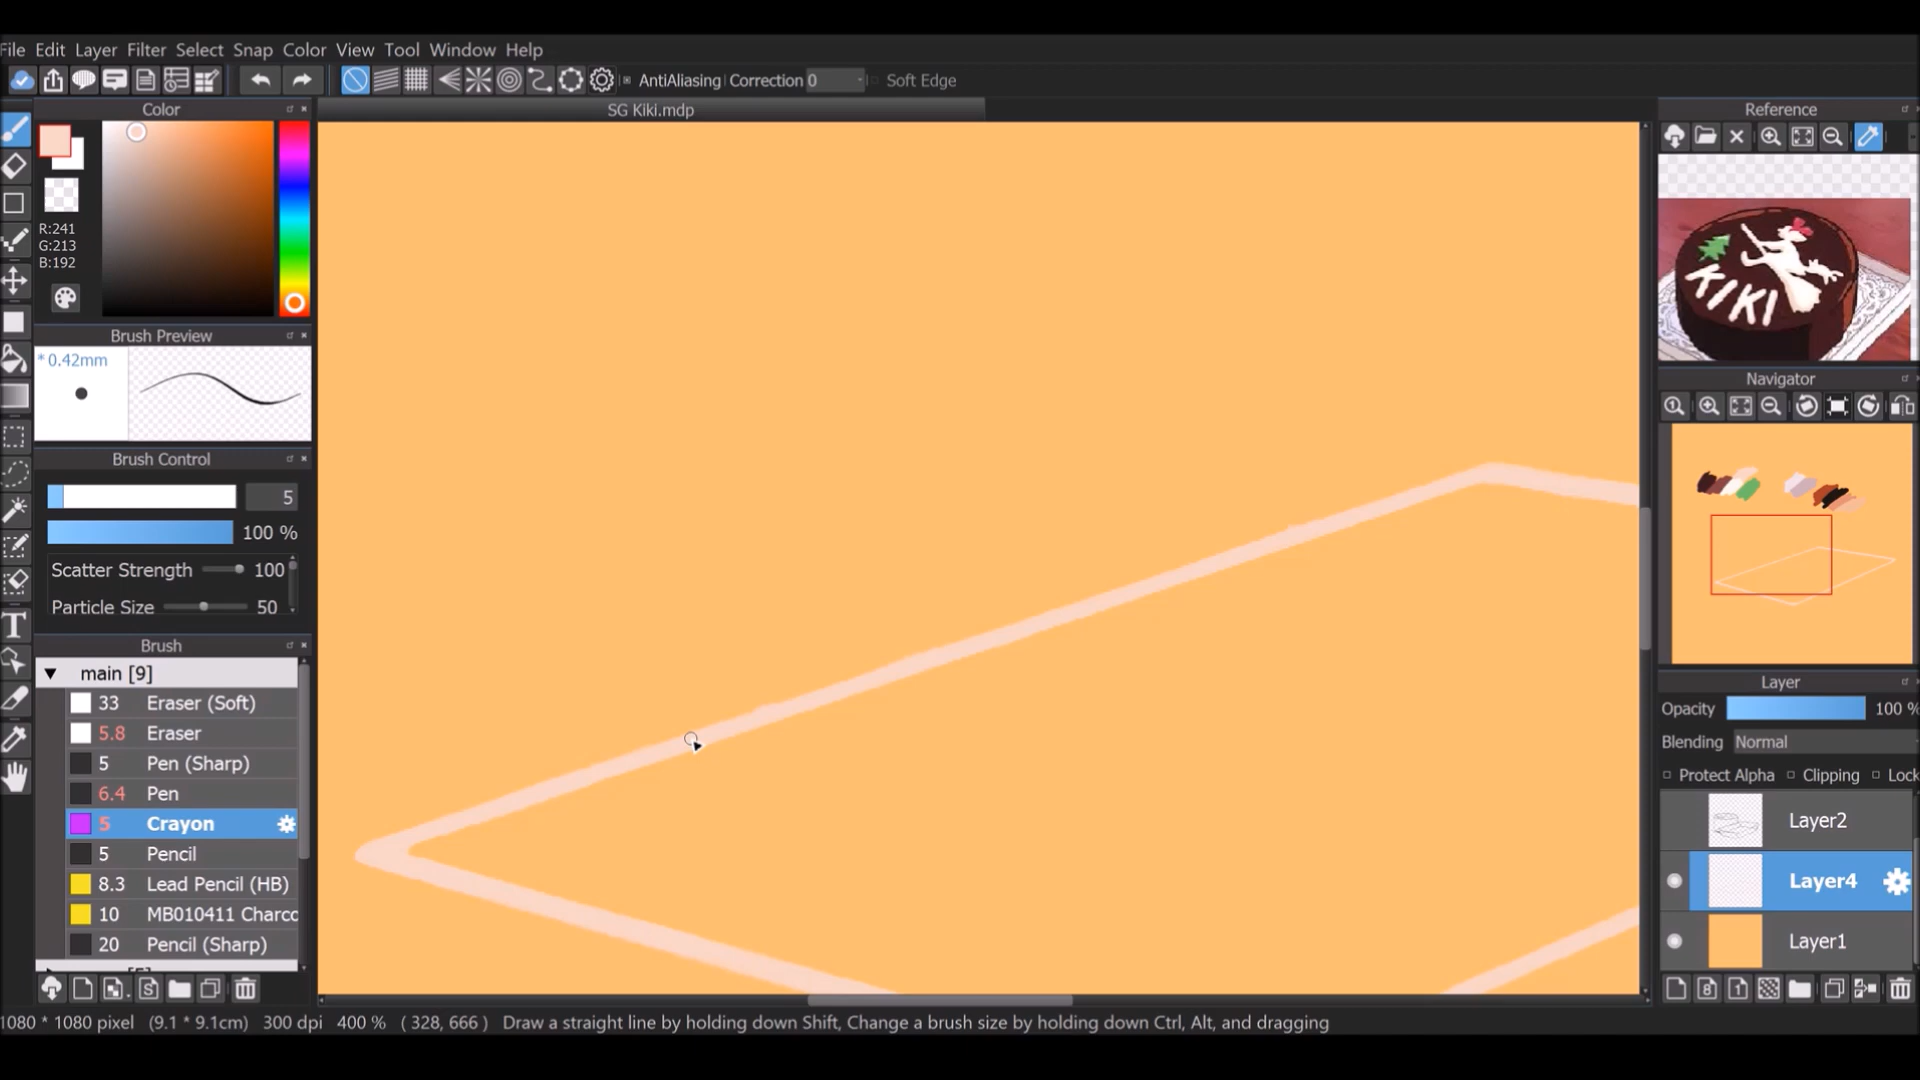 File Edit Layer Filter Select Snap Color View Tool Window Help
AntiAliasing Correction 0 Soft Edge
Color
SG Kiki.mdp
R:241
G:213
B:192
Brush Preview
* 0.42mm
Brush Control
5
100 %
Scatter Strength 100
Particle Size 50
Brush
main [9]
33 Eraser (Soft)
5.8 Eraser
5 Pen (Sharp)
6.4 Pen
5 Crayon
5 Pencil
8.3 Lead Pencil (HB)
10 MB010411 Charco
20 Pencil (Sharp)
Reference
KIKI
Navigator
Layer
Opacity 100 %
Blending Normal
Protect Alpha Clipping Lock
Layer2
Layer4
Layer1
1080 * 1080 pixel (9.1 * 9.1cm) 300 dpi 400 % ( 328, 666 ) Draw a straight line by holding down Shift, Change a brush size by holding down Ctrl, Alt, and dragging